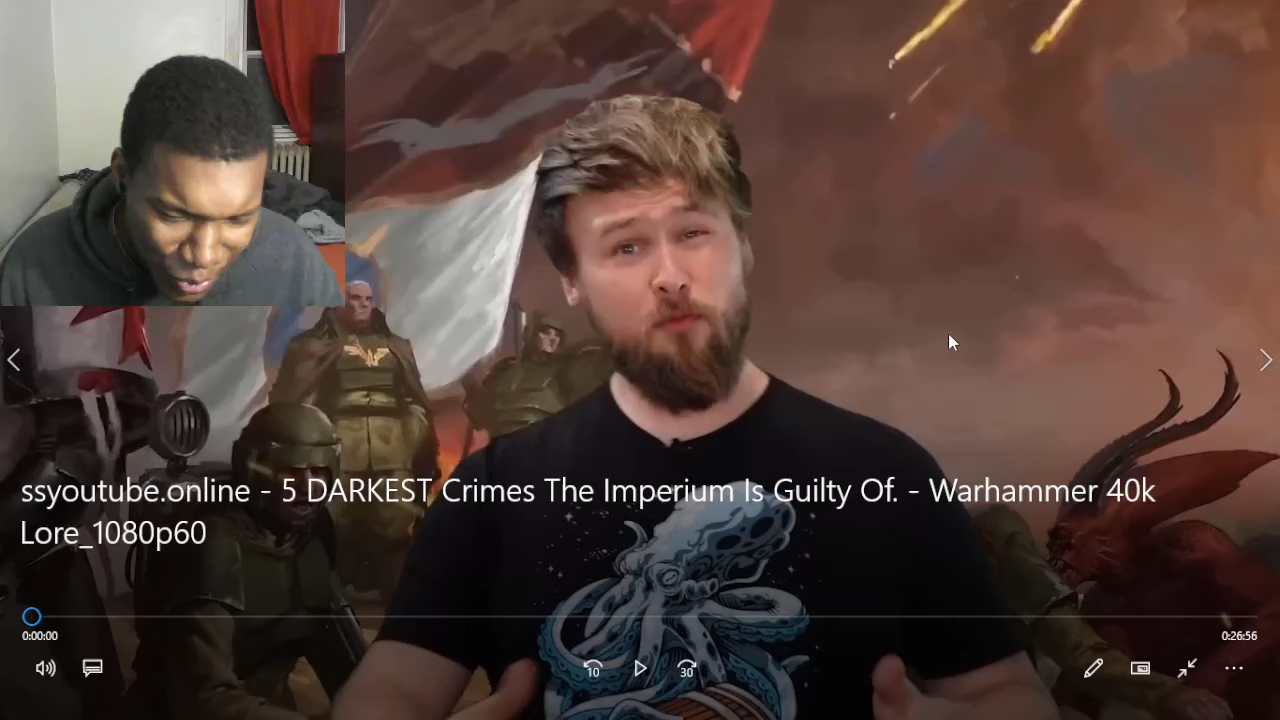 ssyoutube.online - 5 DARKEST Crimes The Imperium Is Guilty Of. - Warhammer 40k
Lore_1080p60
0:00:00
0:26:56
10
30